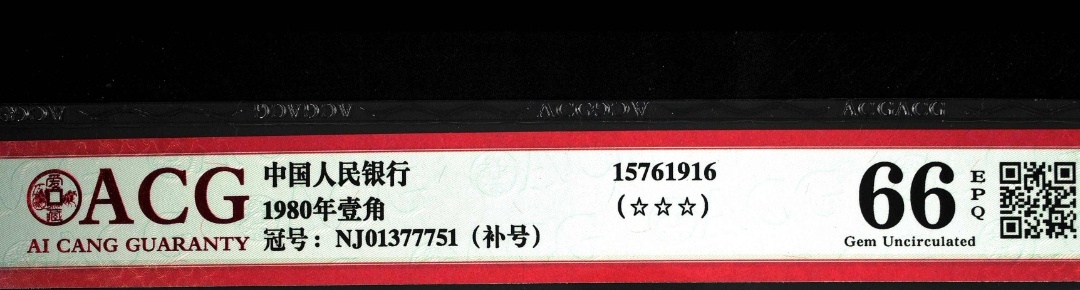 ACGACG
ACGACG
ACGACG
ACG
AI CANG GUARANTY
中国人民银行
1980年壹角
冠号：NJ01377751（补号）
15761916
(☆☆☆)
66
EPQ
Gem Uncirculated